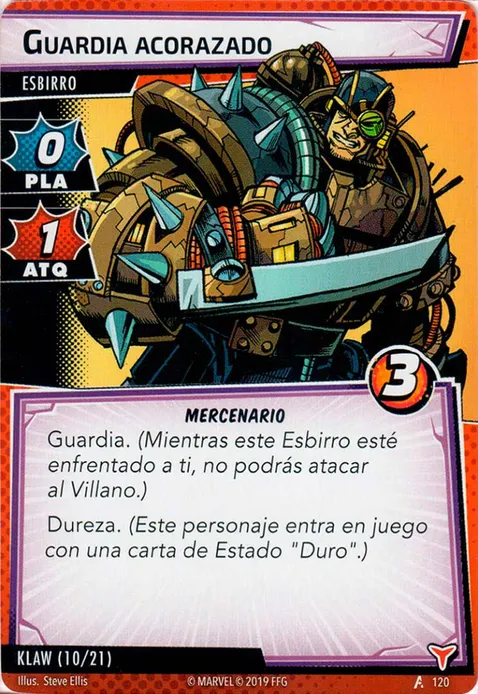 GUARDIA ACORAZADO
ESBIRRO
0
PLA
1
ATQ
3
MERCENARIO
Guardia. (Mientras este Esbirro esté
enfrentado a ti, no podrás atacar
al Villano.)
Dureza. (Este personaje entra en juego
con una carta de Estado "Duro".)
KLAW (10/21)
Illus. Steve Ellis
© MARVEL © 2019 FFG
120